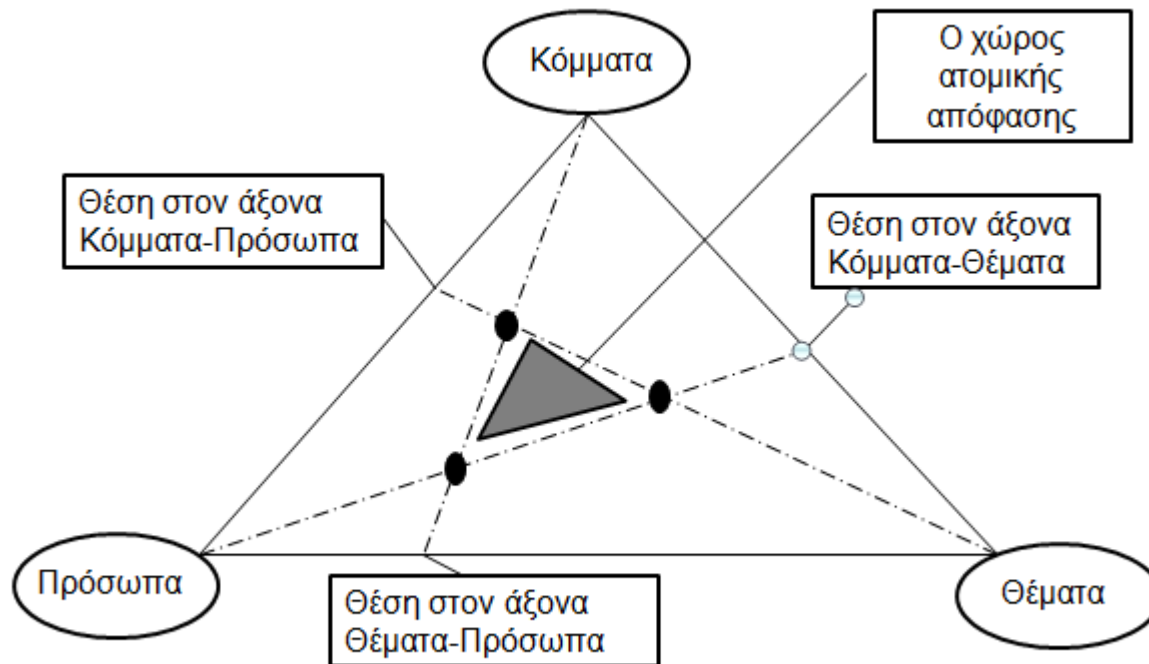 Κόμματα
Ο χώρος
ατομικής
απόφασης
Θέση στον άξονα
Κόμματα-Πρόσωπα
Θέση στον άξονα
Κόμματα-Θέματα
Πρόσωπα
Θέση στον άξονα
Θέματα-Πρόσωπα
Θέματα